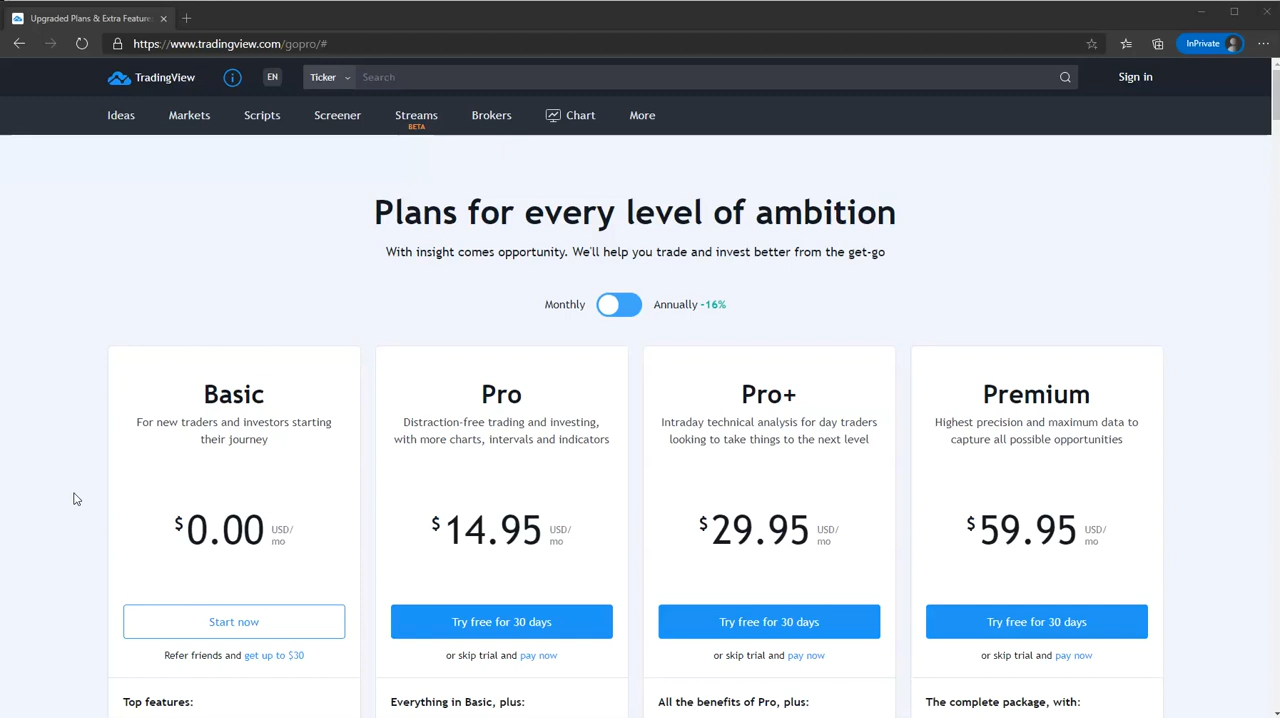 Upgraded Plans & Extra Feature
https://www.tradingview.com/gopro/#
InPrivate
TradingView
EN
Ticker
Search
Sign in
Ideas
Markets
Scripts
Screener
Streams
BETA
Brokers
Chart
More
Plans for every level of ambition
With insight comes opportunity. We'll help you trade and invest better from the get-go
Monthly
Annually -16%
Basic
For new traders and investors starting
their journey
$0.00 USD/
mo
Start now
Refer friends and get up to $30
Top features:
Pro
Distraction-free trading and investing,
with more charts, intervals and indicators
$14.95 USD/
mo
Try free for 30 days
or skip trial and pay now
Everything in Basic, plus:
Pro+
Intraday technical analysis for day traders
looking to take things to the next level
$29.95 USD/
mo
Try free for 30 days
or skip trial and pay now
All the benefits of Pro, plus:
Premium
Highest precision and maximum data to
capture all possible opportunities
$59.95 USD/
mo
Try free for 30 days
or skip trial and pay now
The complete package, with: